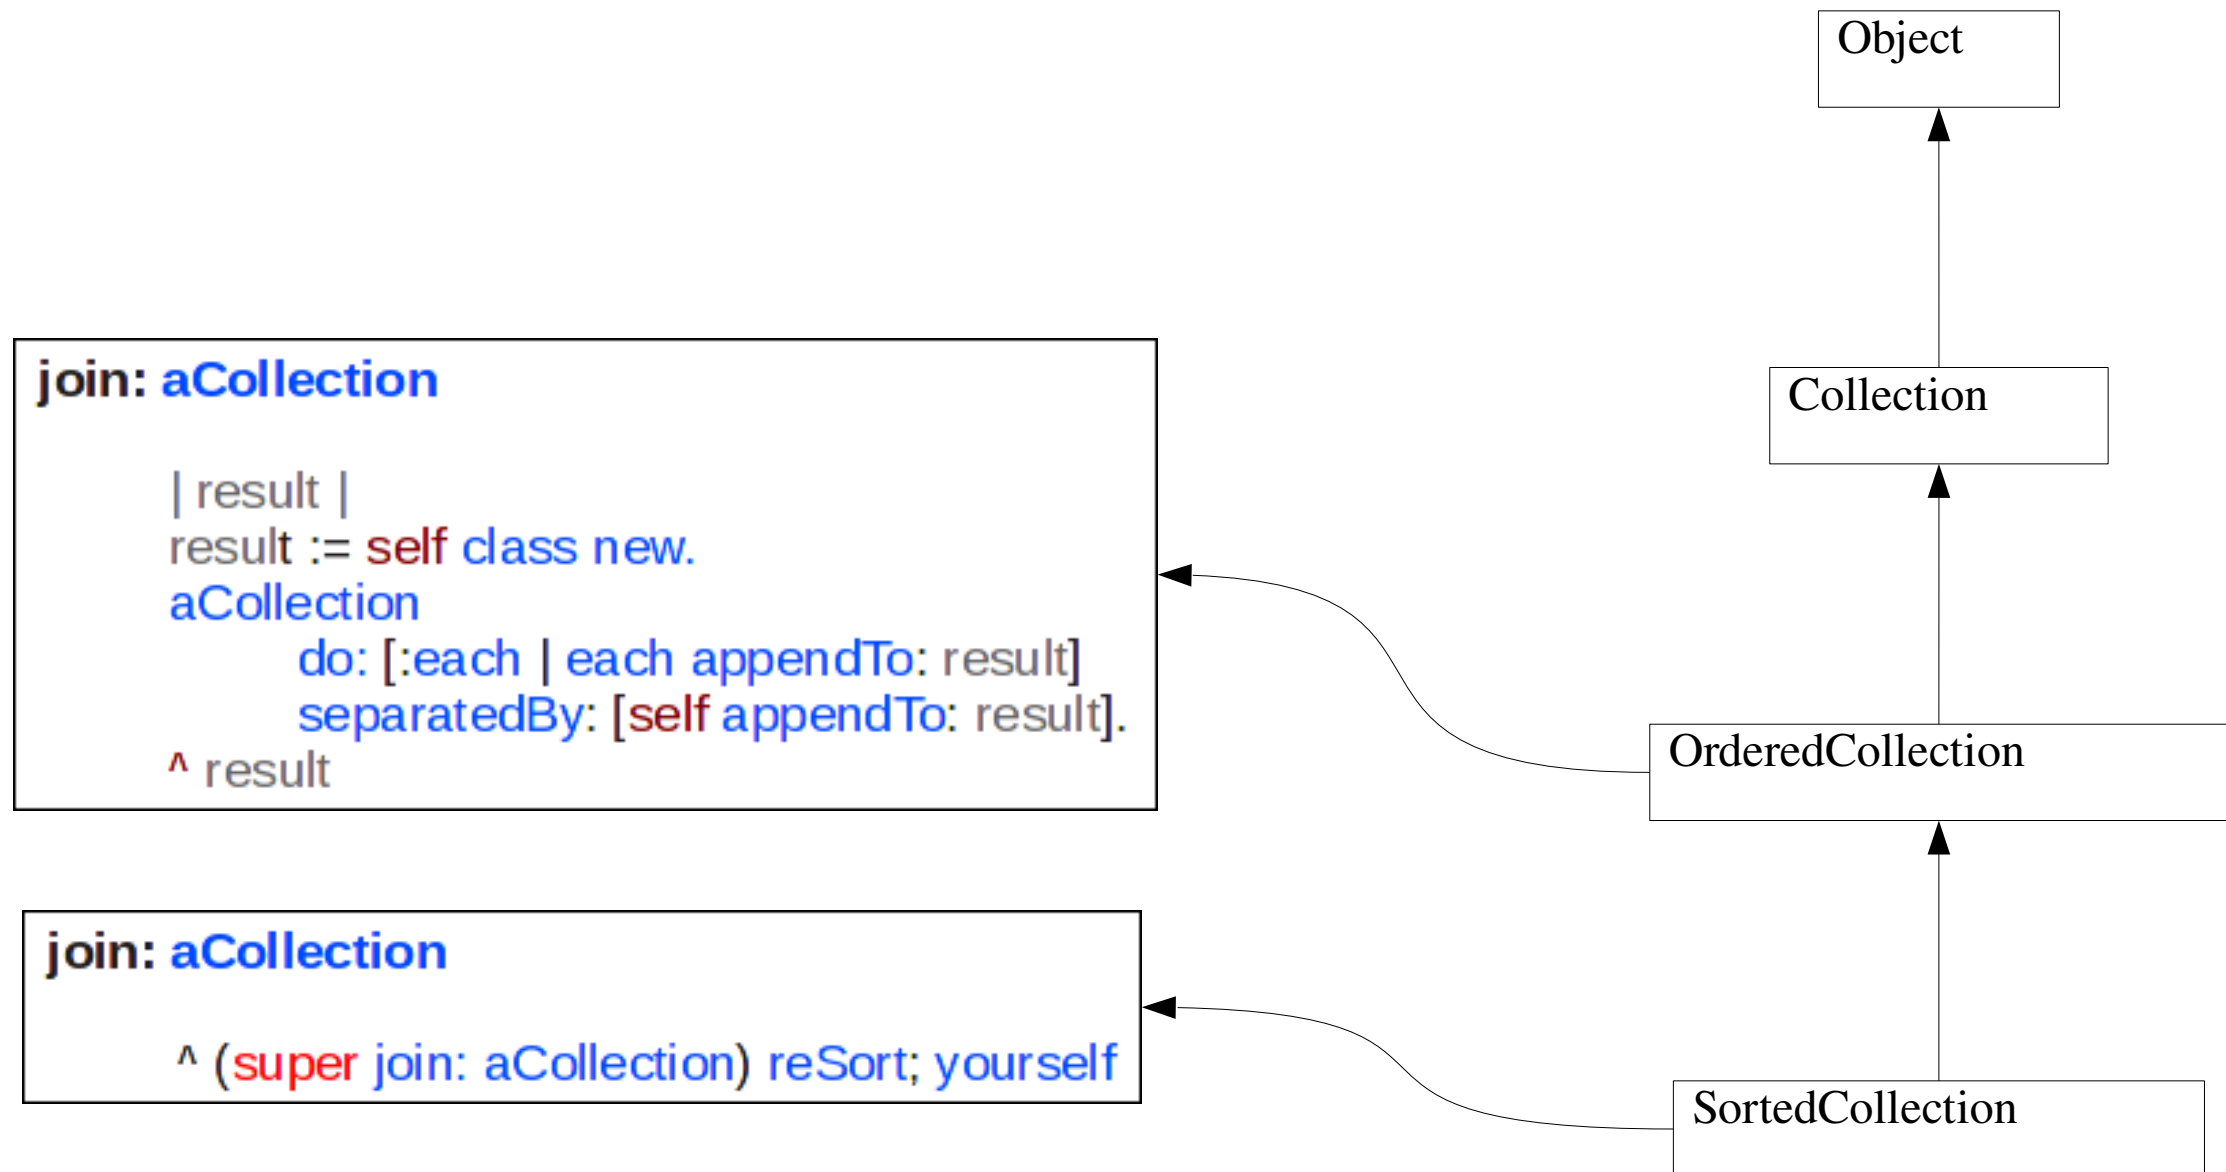 Object
Collection
join: aCollection
| result |
result := self class new.
aCollection
do: [:each | each appendTo: result]
separatedBy: [self appendTo: result].
^ result
OrderedCollection
join: aCollection
^ (super join: aCollection) reSort; yourself
SortedCollection